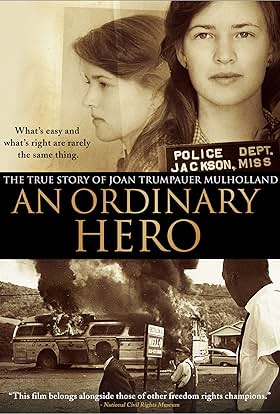 POLICE DEPT.
JACKSON, MISS
What's easy and
what's right are rarely
the same thing.
THE TRUE STORY OF JOAN TRUMPAUER MULHOLLAND
AN ORDINARY
HERO
"This film belongs alongside those of other freedom rights champions."
- National Civil Rights Museum